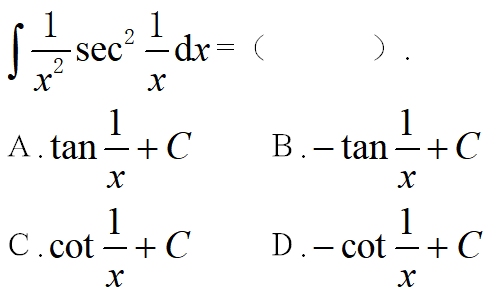 ∫ 1/x² sec² 1/x dx = (    ) .
A . tan 1/x + C    B . − tan 1/x + C
C . cot 1/x + C    D . − cot 1/x + C